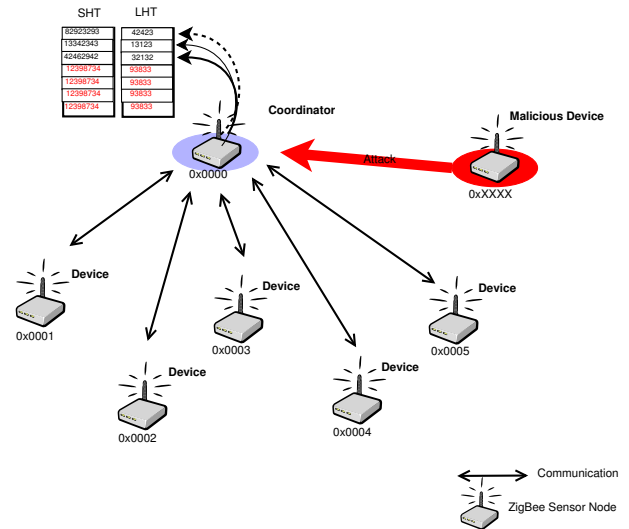 SHT LHT
82923293 42423
13342343 13123
42462942 32132
12398734 93833
12398734 93833
12398734 93833
12398734 93833
Coordinator
Malicious Device
Attack
0x0000
0xXXXX
Device
0x0001
Device
0x0002
Device
0x0003
Device
0x0004
Device
0x0005
Communication
ZigBee Sensor Node